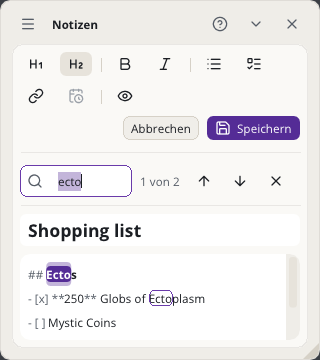 Notizen
H1 H2 B I
Abbrechen Speichern
ecto 1 von 2
Shopping list
## Ectos
- [x] **250** Globs of Ectoplasm
- [ ] Mystic Coins